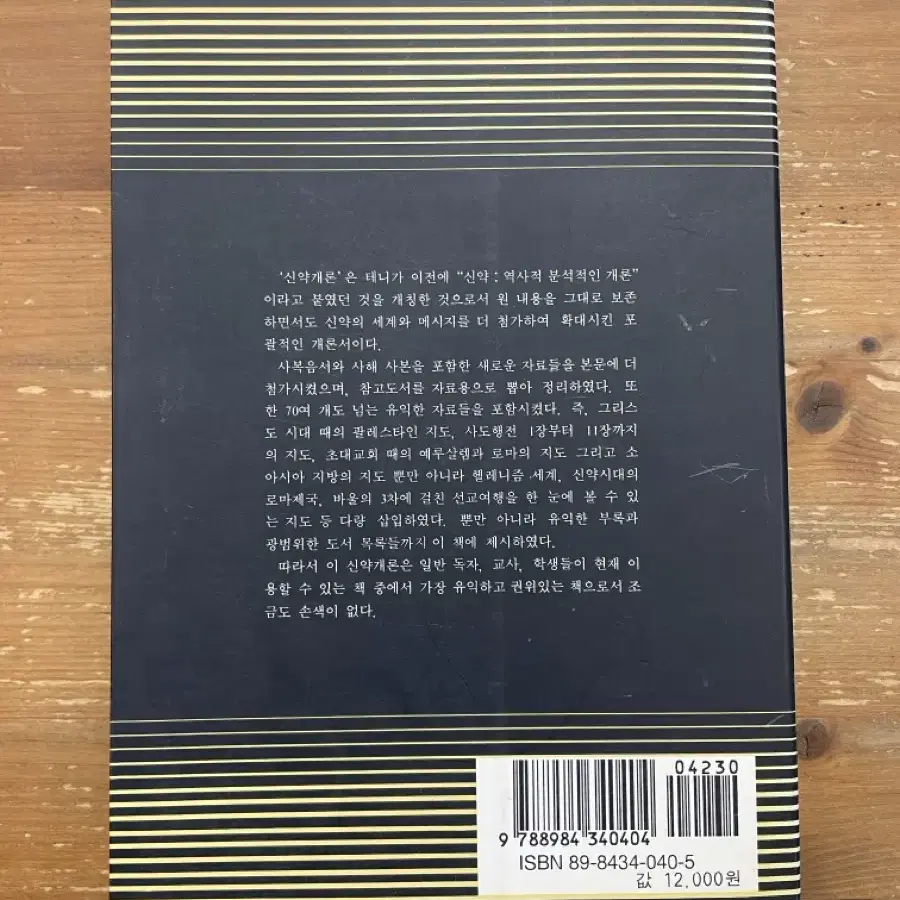 '신약개론'은 테니가 이전에 "신약 : 역사적 분석적인 개론"
이라고 붙였던 것을 개칭한 것으로서 원 내용을 그대로 보존
하면서도 신약의 세계와 메시지를 더 첨가하여 확대시킨 포
괄적인 개론서이다.
사복음서와 사해 사본을 포함한 새로운 자료들을 본문에 더
첨가시켰으며, 참고도서를 자료용으로 뽑아 정리하였다. 또
한 70여 개도 넘는 유익한 자료들을 포함시켰다. 즉, 그리스
도 시대 때의 팔레스타인 지도, 사도행전 1장부터 11장까지
의 지도, 초대교회 때의 예루살렘과 로마의 지도 그리고 소
아시아 지방의 지도 뿐만 아니라 헬레니즘 세계, 신약시대의
로마제국, 바울의 3차에 걸친 선교여행을 한 눈에 볼 수 있
는 지도 등 다량 삽입하였다. 뿐만 아니라 유익한 부록과
광범위한 도서 목록들까지 이 책에 제시하였다.
따라서 이 신약개론은 일반 독자, 교사, 학생들이 현재 이
용할 수 있는 책 중에서 가장 유익하고 권위있는 책으로서 조
금도 손색이 없다.
04230
9 788984 340404
ISBN 89-8434-040-5
값 12,000원